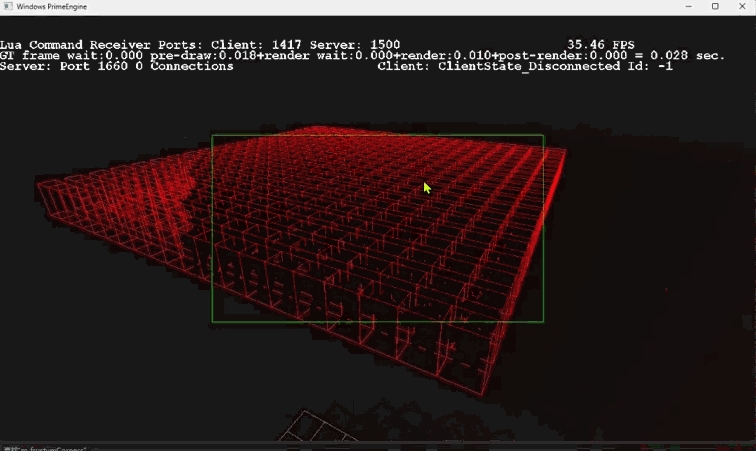 Windows PrimeEngine
Lua Command Receiver Ports: Client: 1417 Server: 1500 35.46 FPS
GT frame wait:0.000 pre-draw:0.018+render wait:0.000+render:0.010+post-render:0.000 = 0.028 sec.
Server: Port 1660 0 Connections Client: ClientState_Disconnected Id: -1